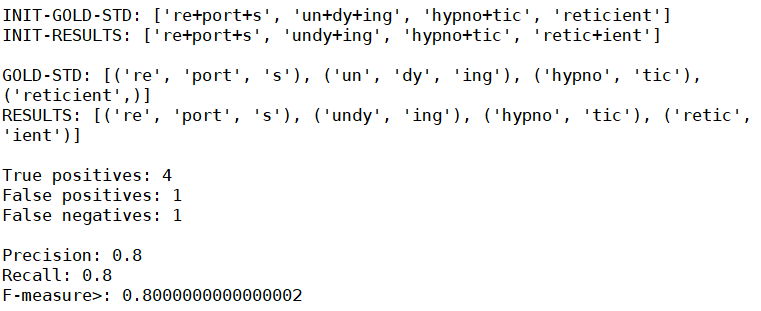 INIT-GOLD-STD: ['re+port+s', 'un+dy+ing', 'hypno+tic', 'reticient']
INIT-RESULTS: ['re+port+s', 'undy+ing', 'hypno+tic', 'retic+ient']
GOLD-STD: [('re', 'port', 's'), ('un', 'dy', 'ing'), ('hypno', 'tic'),
('reticient',)]
RESULTS: [('re', 'port', 's'), ('undy', 'ing'), ('hypno', 'tic'), ('retic',
'ient')]
True positives: 4
False positives: 1
False negatives: 1
Precision: 0.8
Recall: 0.8
F-measure>: 0.8000000000000002